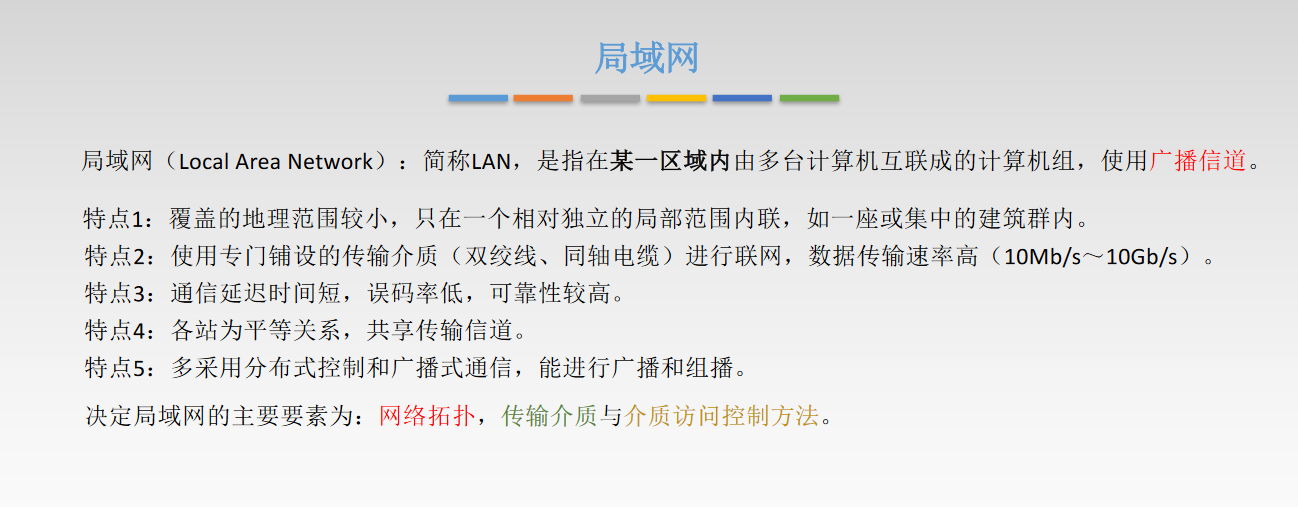 局域网
局域网（Local Area Network）：简称LAN，是指在某一区域内由多台计算机互联成的计算机组，使用广播信道。
特点1：覆盖的地理范围较小，只在一个相对独立的局部范围内联，如一座或集中的建筑群内。
特点2：使用专门铺设的传输介质（双绞线、同轴电缆）进行联网，数据传输速率高（10Mb/s～10Gb/s）。
特点3：通信延迟时间短，误码率低，可靠性较高。
特点4：各站为平等关系，共享传输信道。
特点5：多采用分布式控制和广播式通信，能进行广播和组播。
决定局域网的主要要素为：网络拓扑，传输介质与介质访问控制方法。